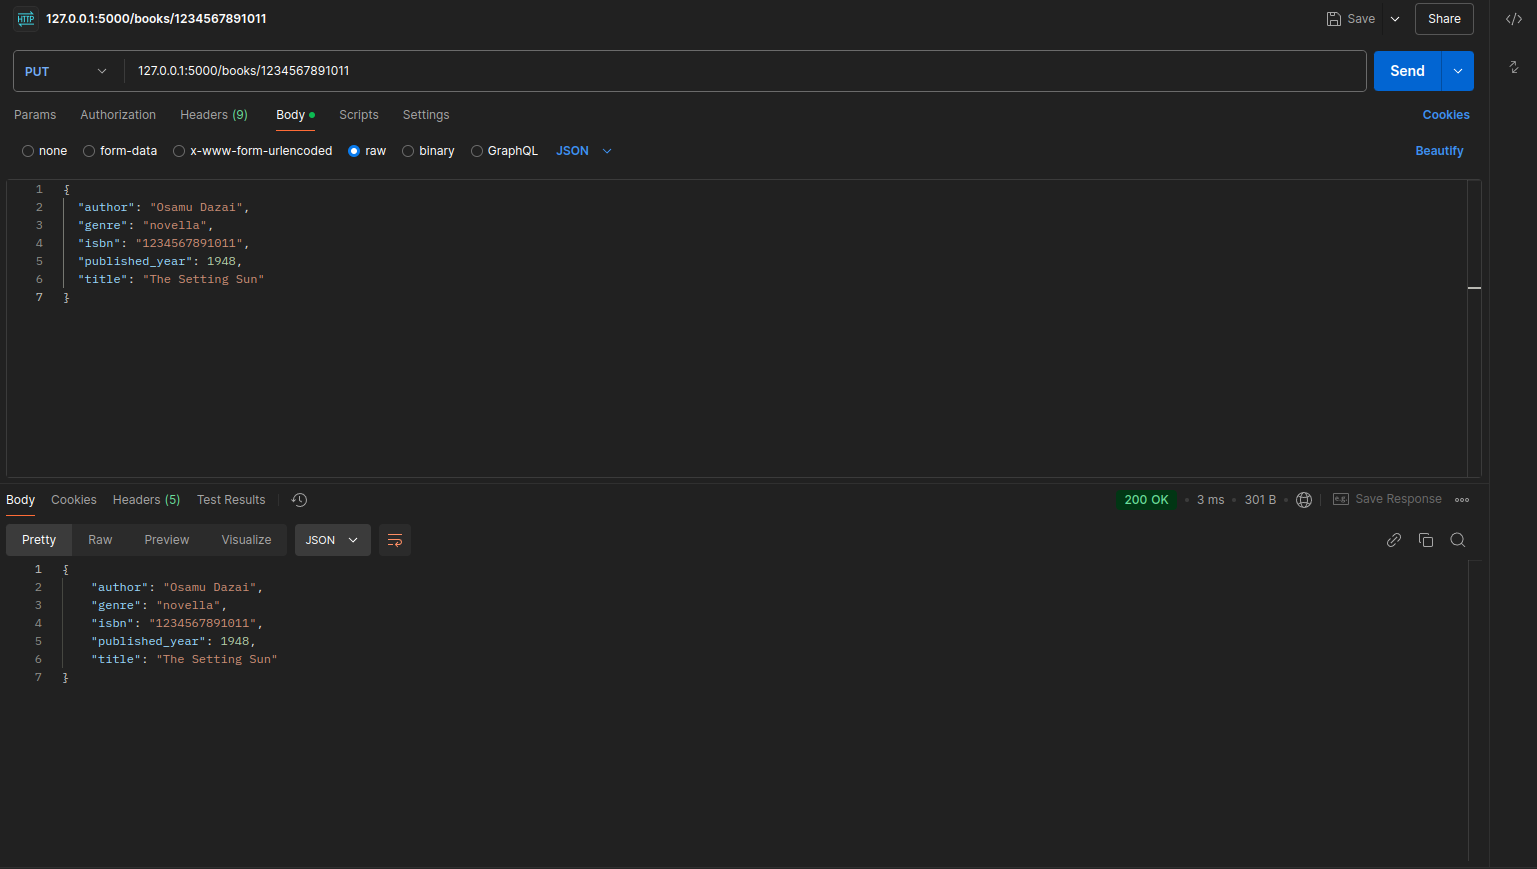 HTTP 127.0.0.1:5000/books/1234567891011 Save Share
PUT 127.0.0.1:5000/books/1234567891011 Send
Params Authorization Headers (9) Body Scripts Settings Cookies
none form-data x-www-form-urlencoded raw binary GraphQL JSON Beautify
1 {
2 "author": "Osamu Dazai",
3 "genre": "novella",
4 "isbn": "1234567891011",
5 "published_year": 1948,
6 "title": "The Setting Sun"
7 }
Body Cookies Headers (5) Test Results 200 OK • 3 ms • 301 B • e.g. Save Response
Pretty Raw Preview Visualize JSON
1 {
2 "author": "Osamu Dazai",
3 "genre": "novella",
4 "isbn": "1234567891011",
5 "published_year": 1948,
6 "title": "The Setting Sun"
7 }